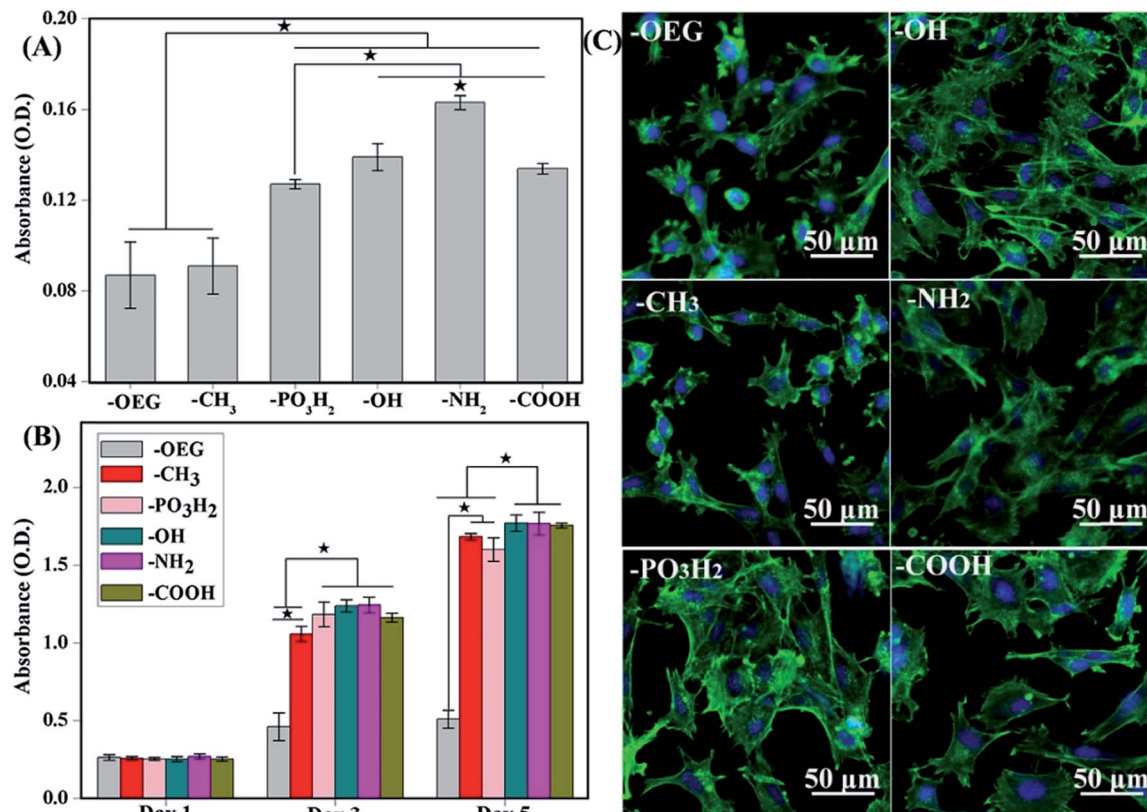 (A)
Absorbance (O.D.)
0.20
0.16
0.12
0.08
0.04
★
★
★
-OEG
-CH₃
-PO₃H₂
-OH
-NH₂
-COOH
(B)
Absorbance (O.D.)
2.0
1.5
1.0
0.5
0.0
-OEG
-CH₃
-PO₃H₂
-OH
-NH₂
-COOH
★
★
★
★
Day 1
Day 3
Day 5
(C)
-OEG
50 µm
-OH
50 µm
-CH₃
50 µm
-NH₂
50 µm
-PO₃H₂
50 µm
-COOH
50 µm